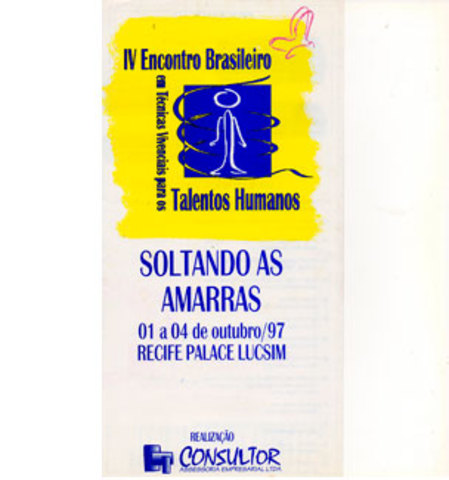 IV Encontro Brasileiro
em Técnicas Vivenciais para os
Talentos Humanos
SOLTANDO AS
AMARRAS
01 a 04 de outubro/97
RECIFE PALACE LUCSIM
REALIZAÇÃO
CONSULTOR
ASSESSORIA EMPRESARIAL LTDA